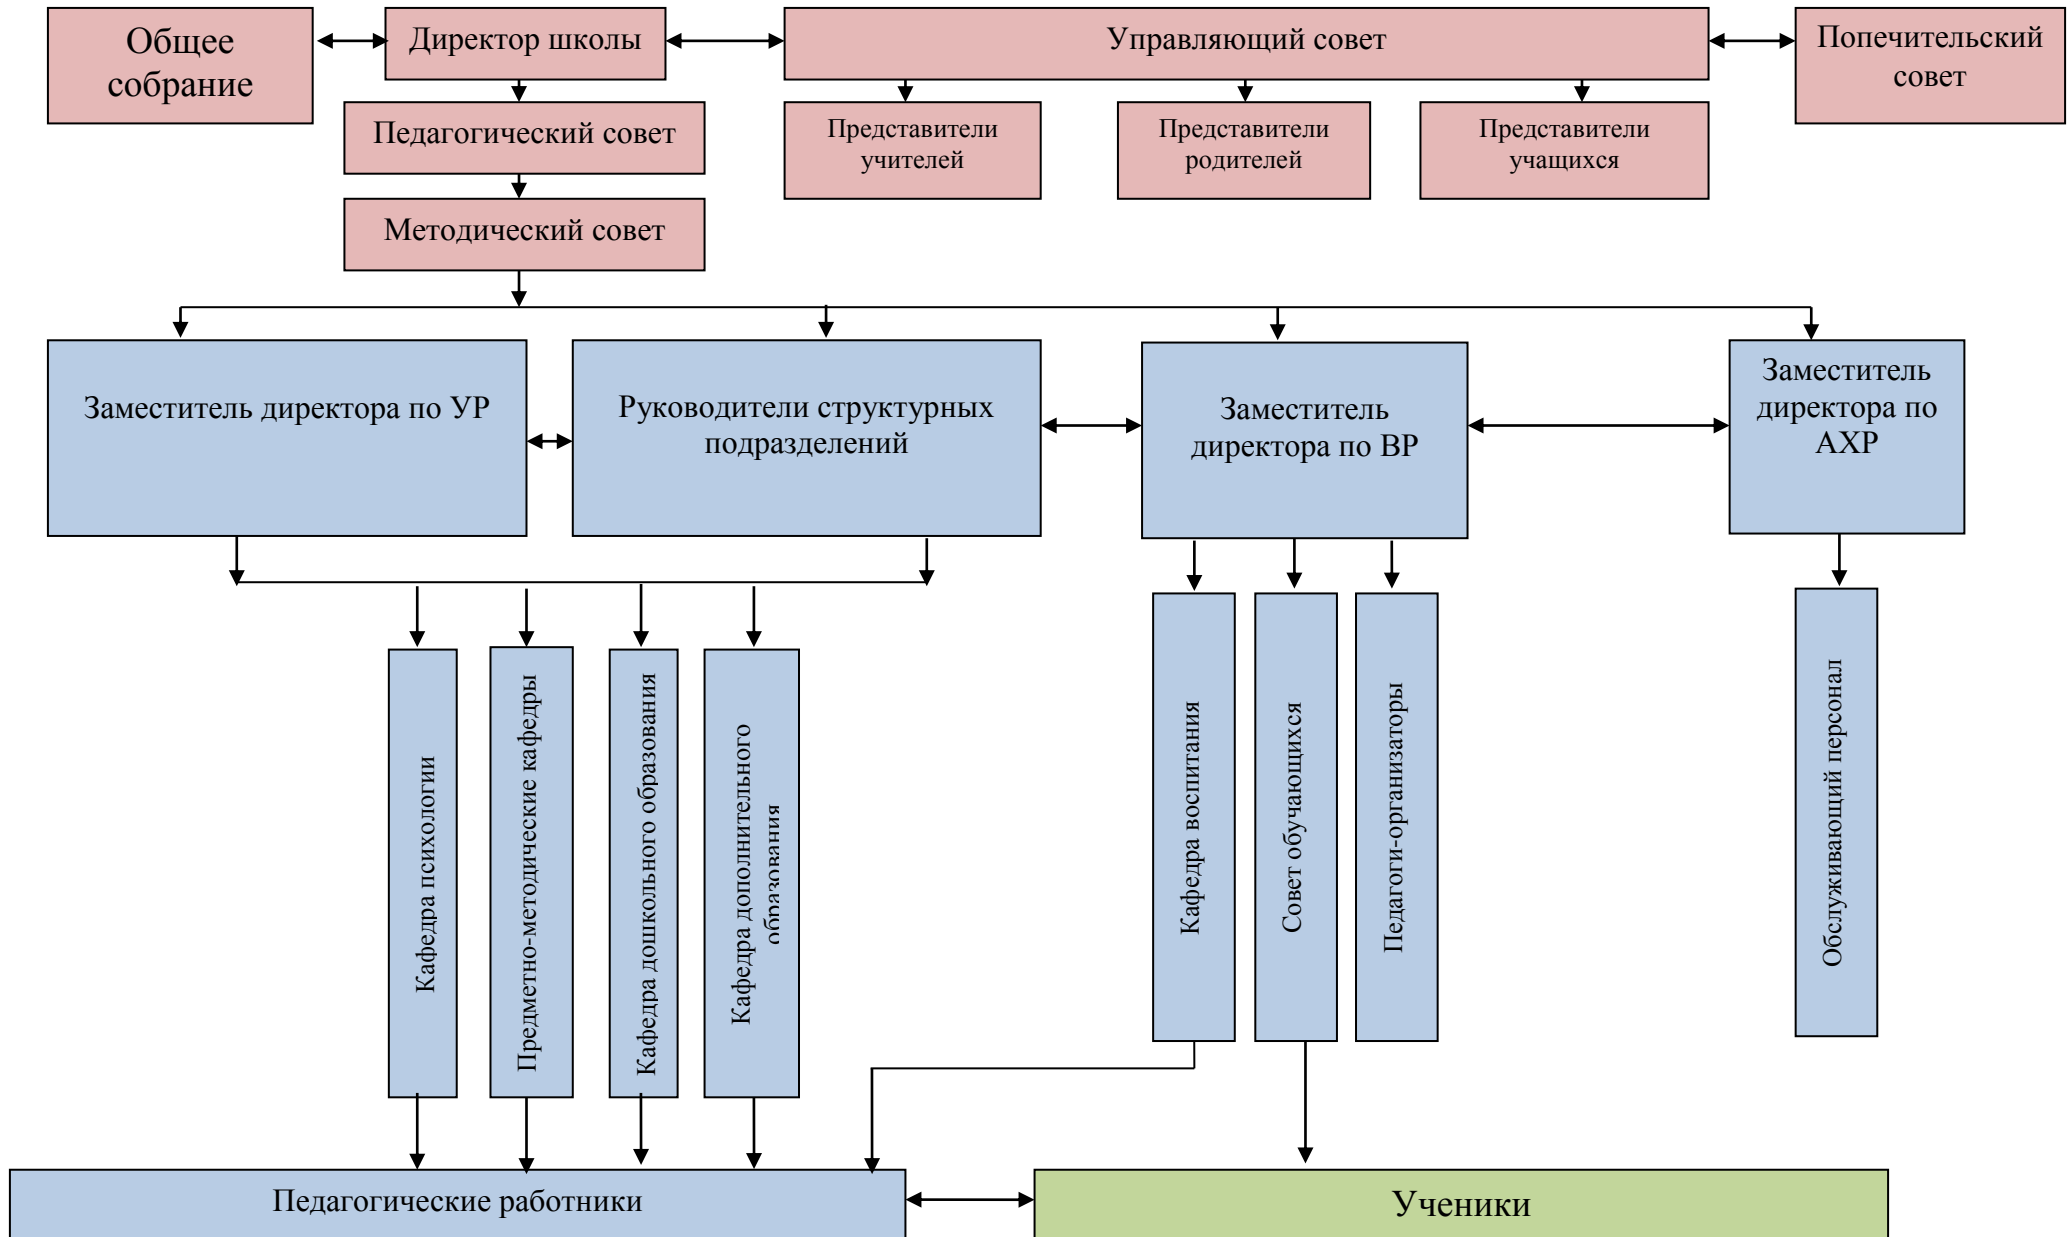 Общее
собрание
Директор школы
Управляющий совет
Попечительский
совет
Педагогический совет
Представители
учителей
Представители
родителей
Представители
учащихся
Методический совет
Заместитель директора по УР
Руководители структурных
подразделений
Заместитель
директора по ВР
Заместитель
директора по
АХР
Кафедра психологии
Предметно-методические кафедры
Кафедра дошкольного образования
Кафедра дополнительного
образования
Кафедра воспитания
Совет обучающихся
Педагоги-организаторы
Обслуживающий персонал
Педагогические работники
Ученики